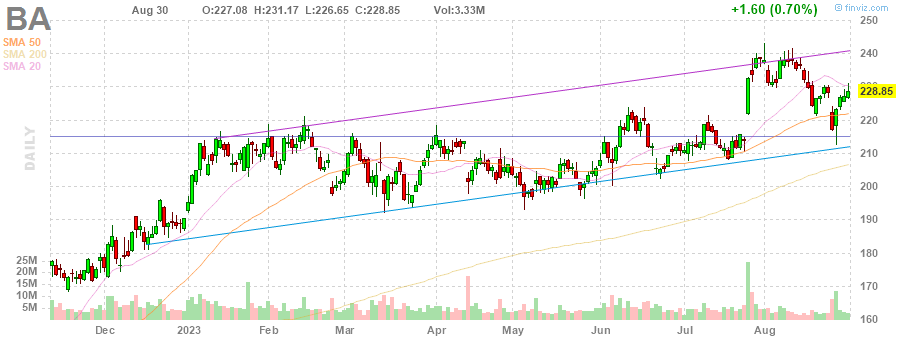 BA Aug 30 O:227.08 H:231.17 L:226.65 C:228.85 Vol:3.33M +1.60 (0.70%) © finviz.com
SMA 50
SMA 200
SMA 20
DAILY
250
240
230
228.85
220
210
200
190
180
170
160
25M
20M
15M
10M
5M
Dec 2023 Feb Mar Apr May Jun Jul Aug